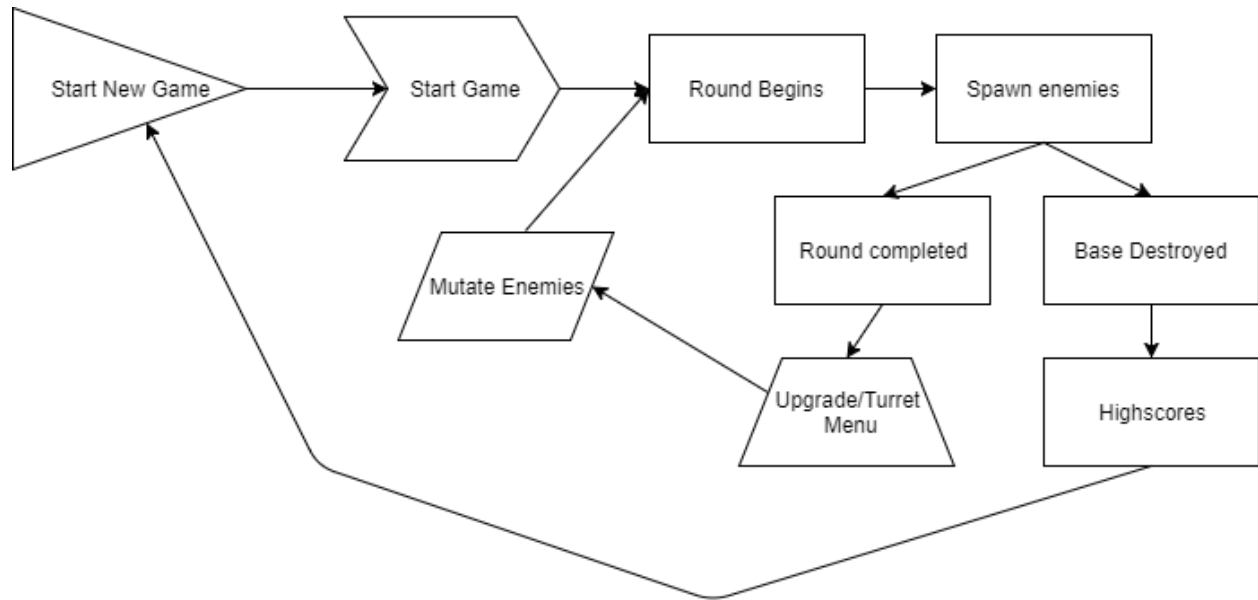 Start New Game
Start Game
Round Begins
Spawn enemies
Round completed
Base Destroyed
Mutate Enemies
Upgrade/Turret
Menu
Highscores